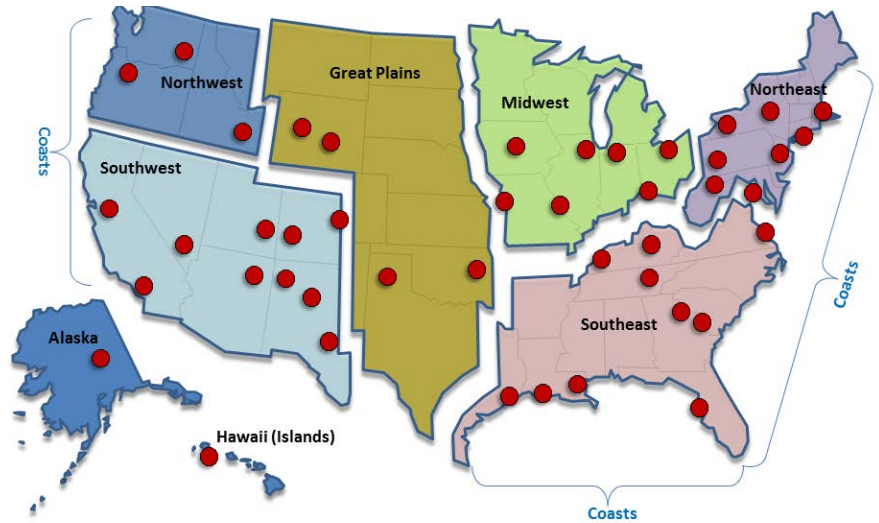 Northwest
Great Plains
Midwest
Northeast
Coasts
Southwest
Coasts
Southeast
Alaska
Hawaii (Islands)
Coasts